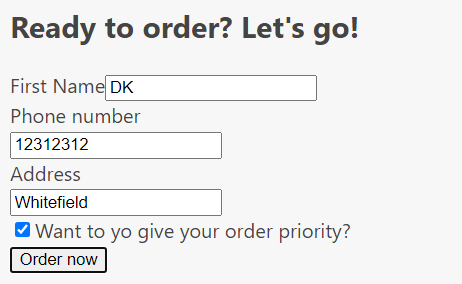 Ready to order? Let's go!
First Name DK
Phone number
12312312
Address
Whitefield
Want to yo give your order priority?
Order now